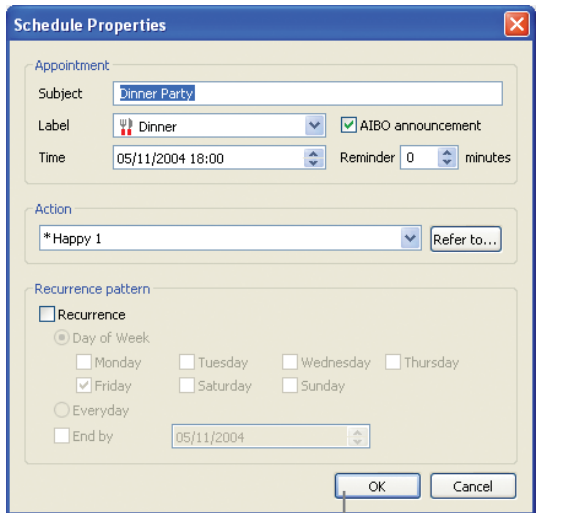 Schedule Properties
Appointment
Subject Dinner Party
Label Dinner AIBO announcement
Time 05/11/2004 18:00 Reminder 0 minutes
Action
*Happy 1 Refer to...
Recurrence pattern
Recurrence
Day of Week
Monday Tuesday Wednesday Thursday
Friday Saturday Sunday
Everyday
End by 05/11/2004
OK Cancel